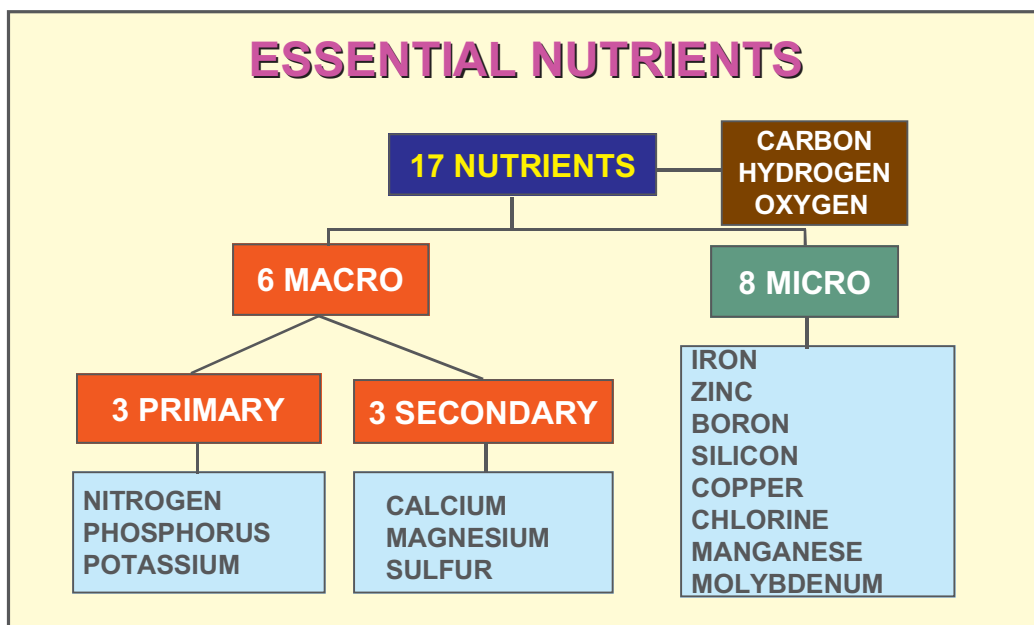 ESSENTIAL NUTRIENTS
17 NUTRIENTS
CARBON
HYDROGEN
OXYGEN
6 MACRO
8 MICRO
3 PRIMARY
3 SECONDARY
NITROGEN
PHOSPHORUS
POTASSIUM
CALCIUM
MAGNESIUM
SULFUR
IRON
ZINC
BORON
SILICON
COPPER
CHLORINE
MANGANESE
MOLYBDENUM